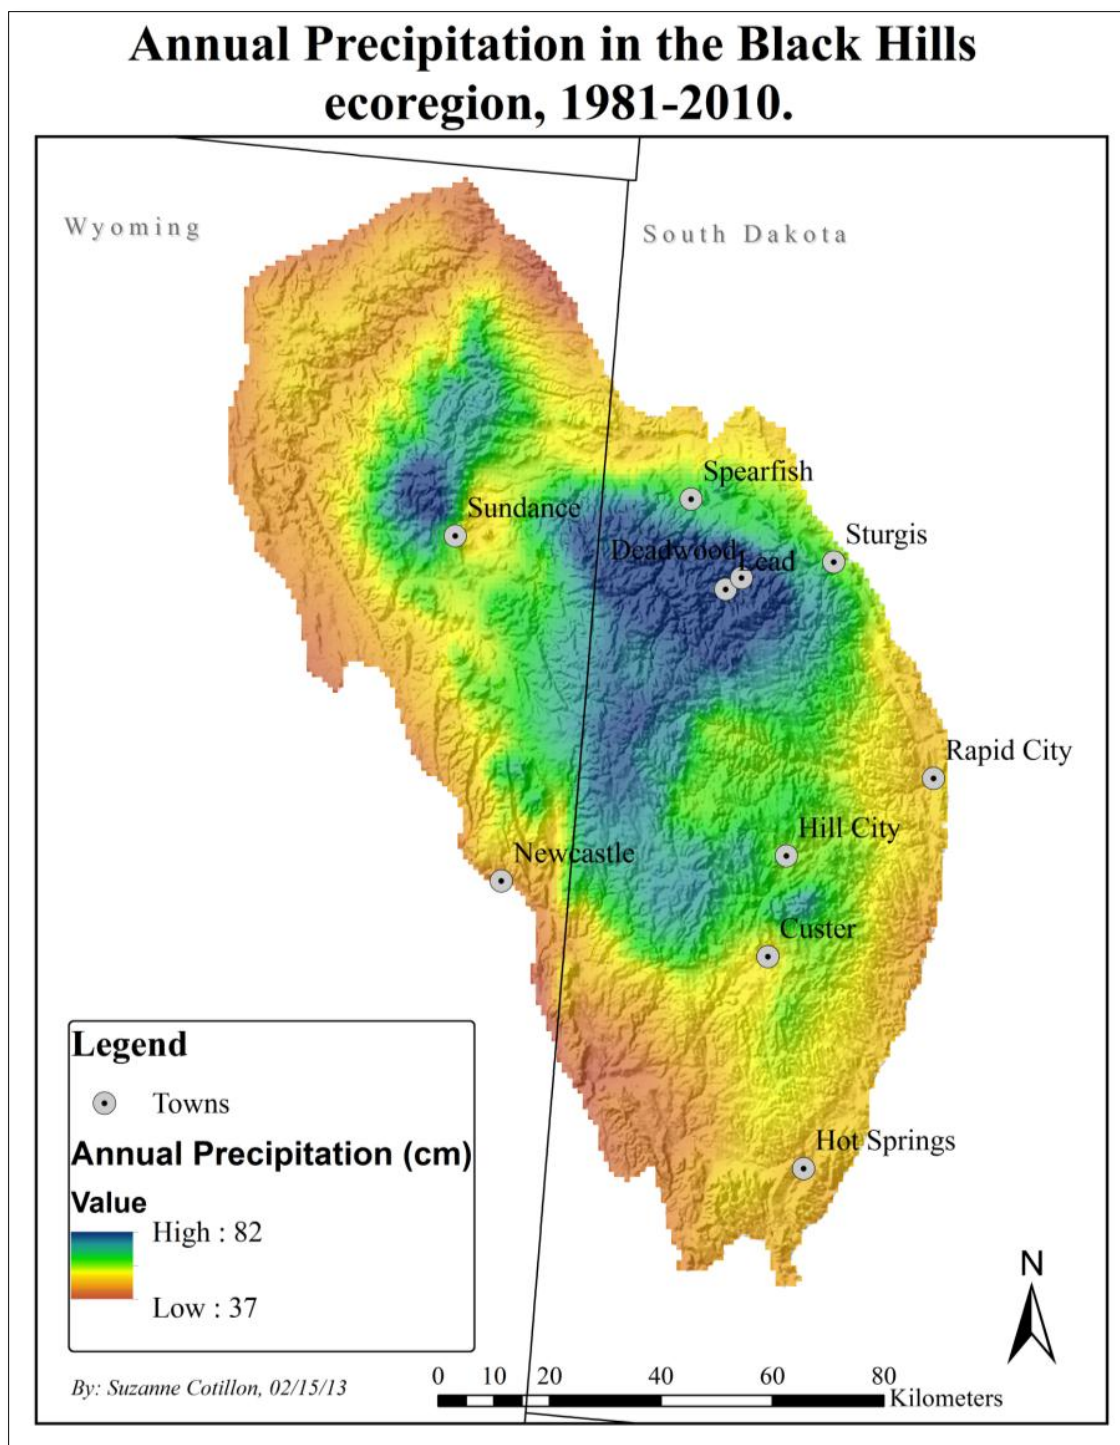 Annual Precipitation in the Black Hills
ecoregion, 1981-2010.
Wyoming
South Dakota
Spearfish
Sundance
Sturgis
Deadwood
Lead
Rapid City
Hill City
Newcastle
Custer
Hot Springs
Legend
Towns
Annual Precipitation (cm)
Value
High : 82
Low : 37
N
By: Suzanne Cotillon, 02/15/13
0 10 20 40 60 80
Kilometers